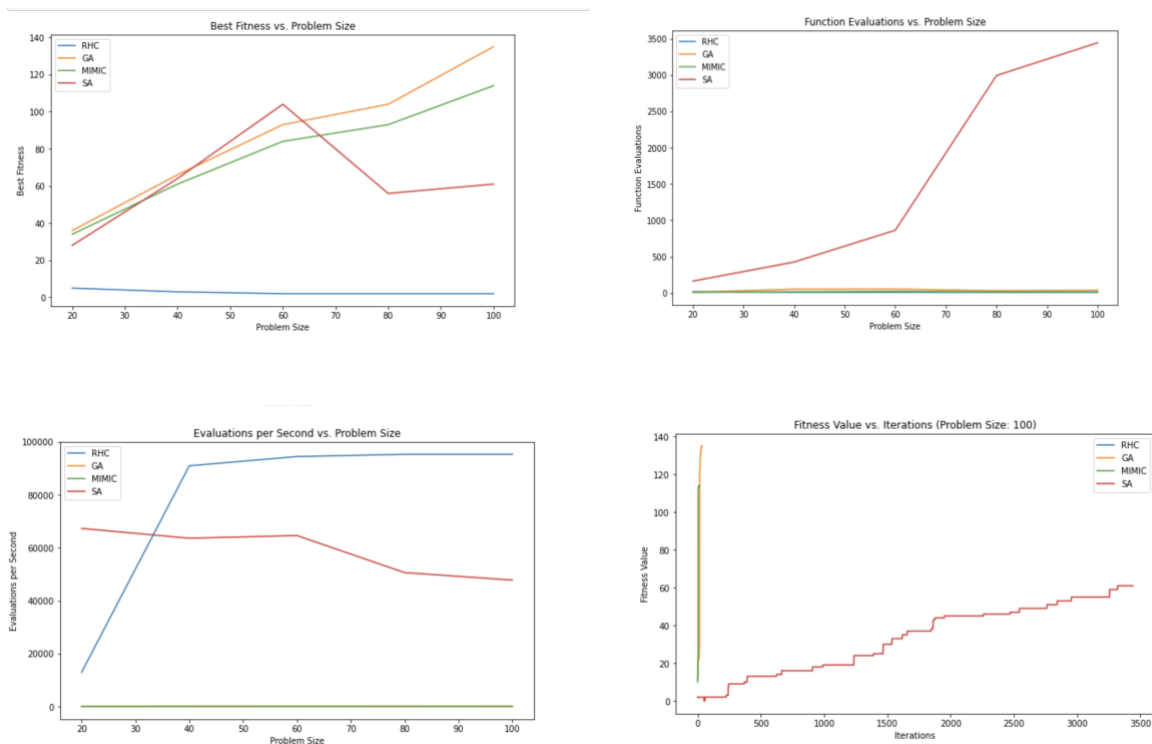 Best Fitness vs. Problem Size
140
120
100
80
60
40
20
0
Best Fitness
RHC
GA
MIMIC
SA
20 30 40 50 60 70 80 90 100
Problem Size
Function Evaluations vs. Problem Size
3500
3000
2500
2000
1500
1000
500
0
Function Evaluations
RHC
GA
MIMIC
SA
20 30 40 50 60 70 80 90 100
Problem Size
Evaluations per Second vs. Problem Size
100000
80000
60000
40000
20000
0
Evaluations per Second
RHC
GA
MIMIC
SA
20 30 40 50 60 70 80 90 100
Problem Size
Fitness Value vs. Iterations (Problem Size: 100)
140
120
100
80
60
40
20
0
Fitness Value
RHC
GA
MIMIC
SA
0 500 1000 1500 2000 2500 3000 3500
Iterations